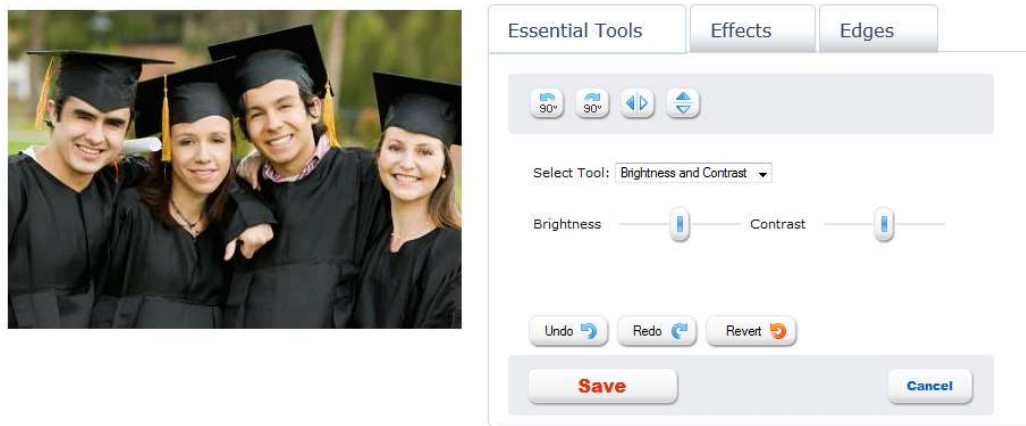 Essential Tools Effects Edges
90°
90°
Select Tool: Brightness and Contrast
Brightness Contrast
Undo Redo Revert
Save Cancel